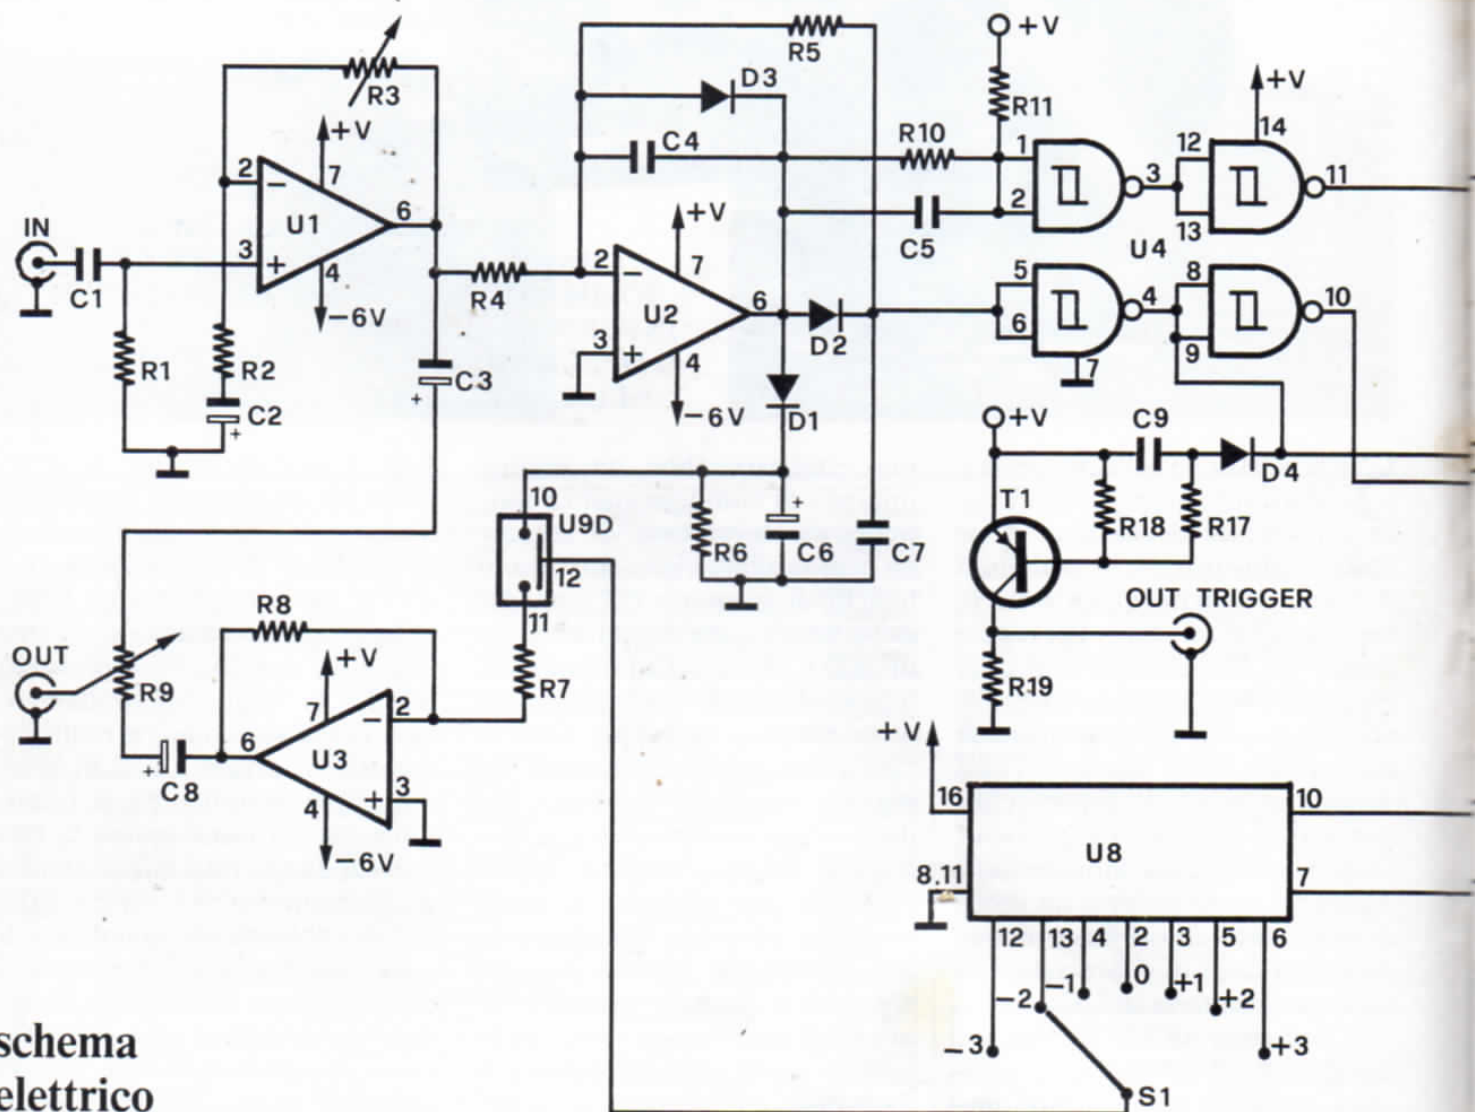 +V
R5
R3
D3
+V
R11
+V
14
C4
R10
1
12
3
11
2
7
+V
2
13
IN
U1
6
C5
U4
3
4
C1
-6V
R4
2
7
+V
5
8
U2
6
4
10
6
9
3
4
D2
7
R1
R2
C3
+
-6V
D1
+V
C9
C2
+
D4
10
U9D
+
T1
R18
R17
12
R6
C6
C7
11
OUT TRIGGER
R8
OUT
+V
R9
R7
R19
7
2
6
U3
+V
+
C8
4
3
-6V
16
10
U8
8.11
7
12 13 4 2 3 5 6
-3
-2
-1
0
+1
+2
+3
S1
schema
elettrico